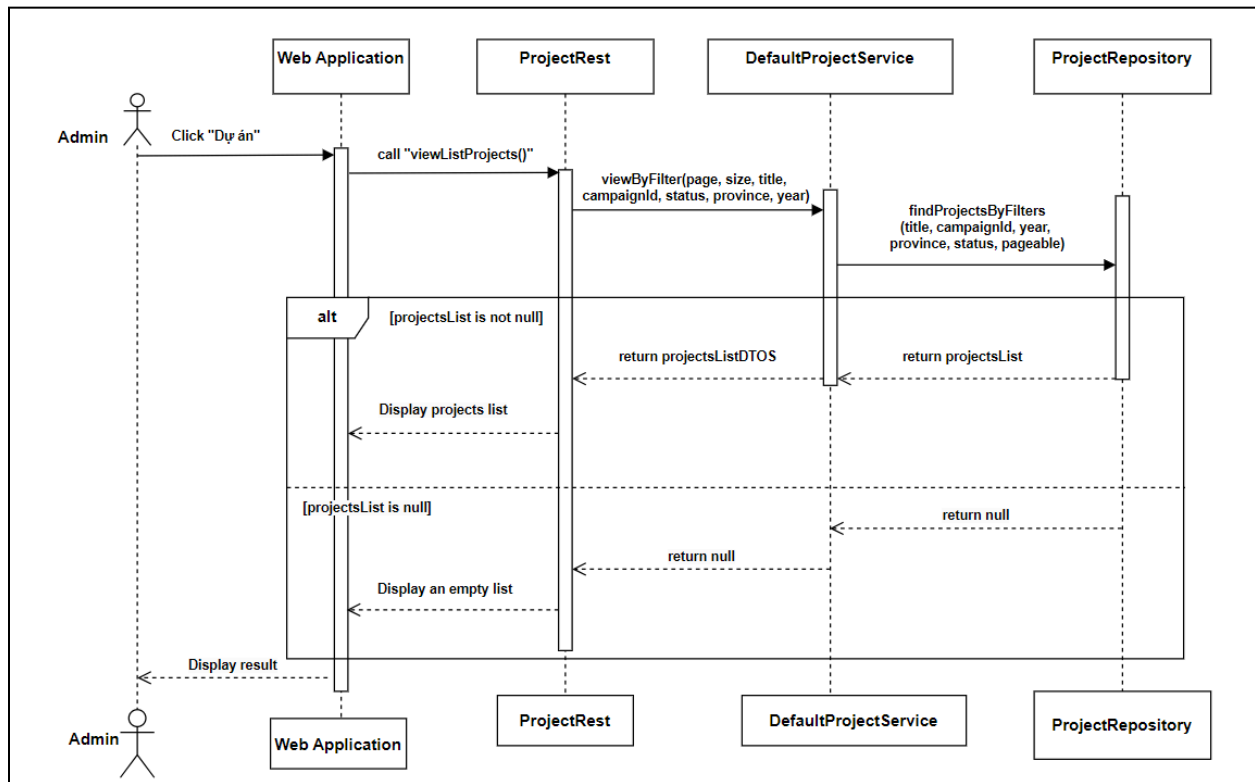 Web Application
ProjectRest
DefaultProjectService
ProjectRepository
Admin
Click "Dự án"
call "viewListProjects()"
viewByFilter(page, size, title,
campaignId, status, province, year)
findProjectsByFilters
(title, campaignId, year,
province, status, pageable)
alt
[projectsList is not null]
return projectsListDTOS
return projectsList
Display projects list
[projectsList is null]
return null
return null
Display an empty list
Display result
Admin
Web Application
ProjectRest
DefaultProjectService
ProjectRepository